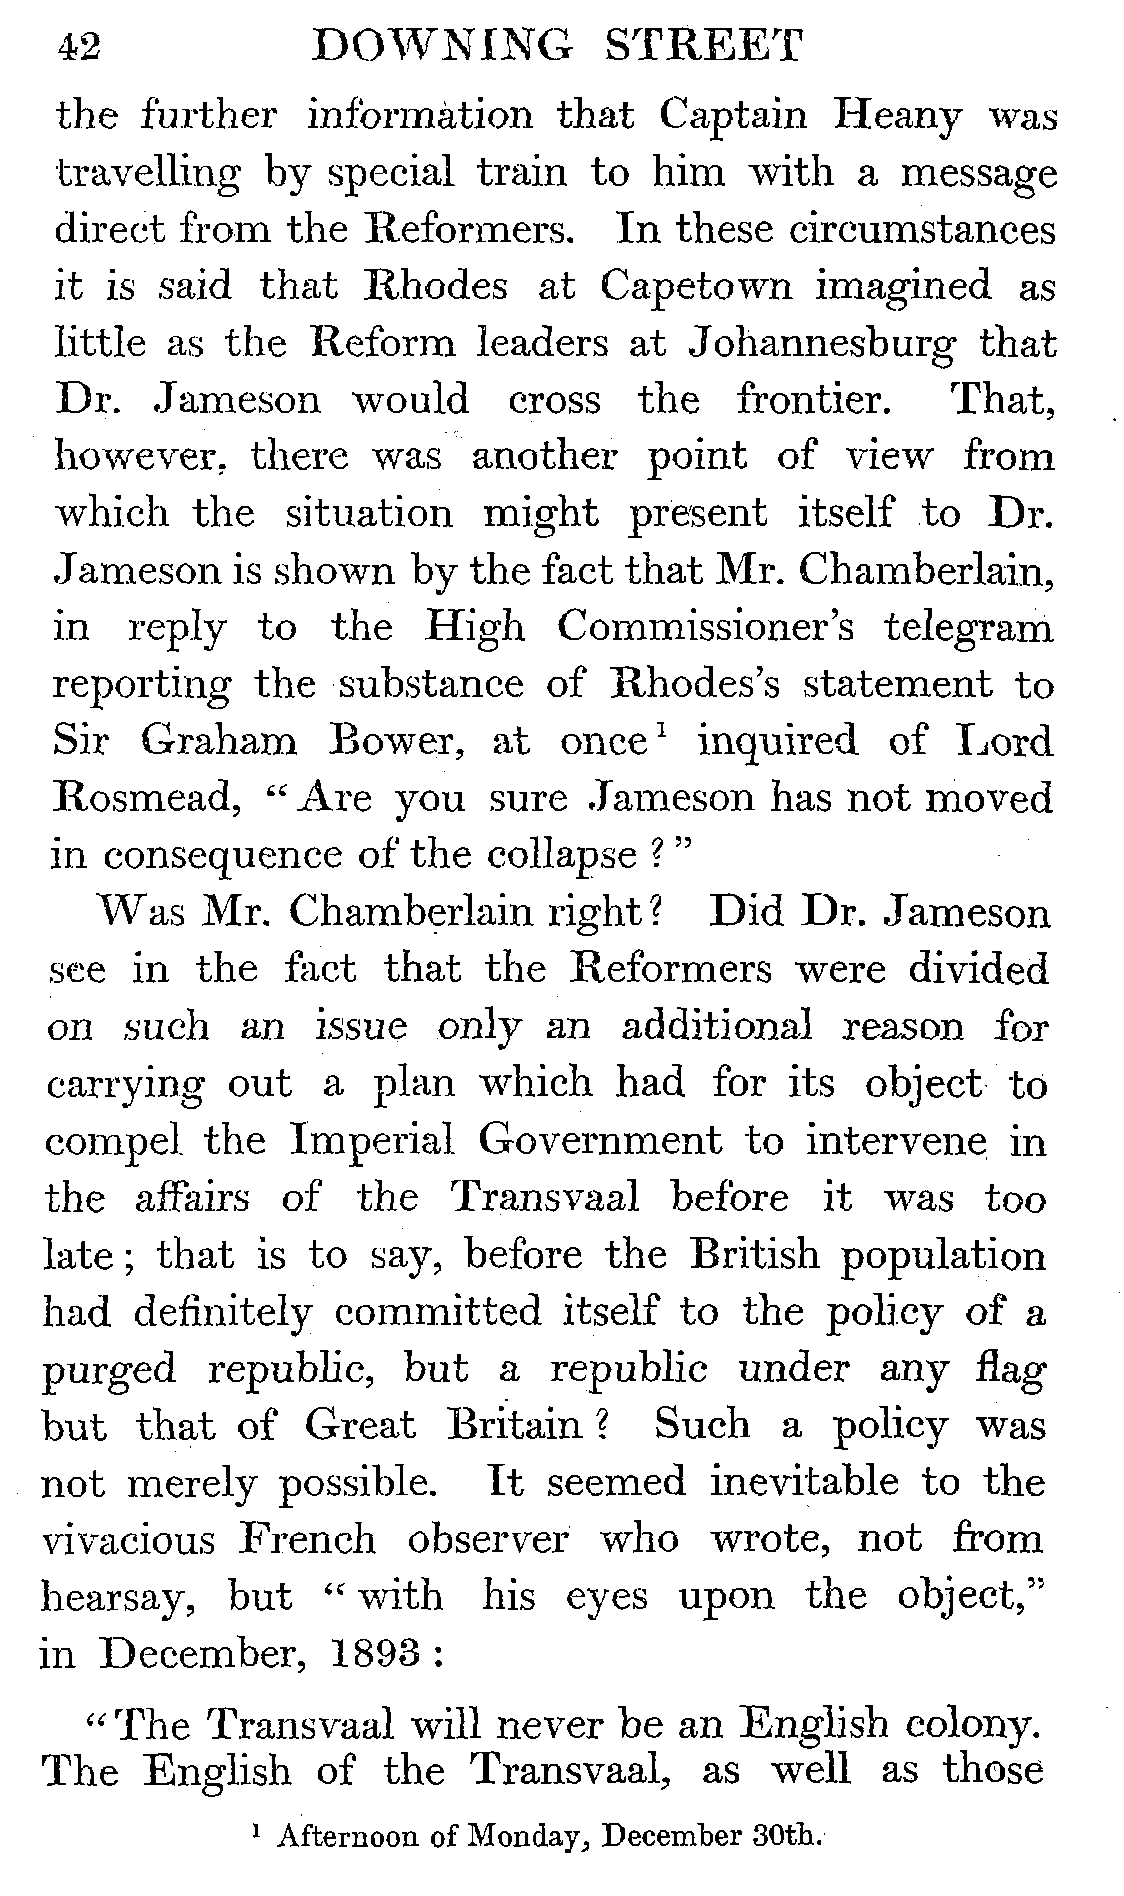 42 DOWNING STREET
the further information that Captain Heany was
travelling by special train to him with a message
direct from the Reformers. In these circumstances
it is said that Rhodes at Capetown imagined as
little as the Reform leaders at Johannesburg that
Dr. Jameson would cross the frontier. That,
however, there was another point of view from
which the situation might present itself to Dr.
Jameson is shown by the fact that Mr. Chamberlain,
in reply to the High Commissioner's telegram
reporting the substance of Rhodes's statement to
Sir Graham Bower, at once ¹ inquired of Lord
Rosmead, “Are you sure Jameson has not moved
in consequence of the collapse ?”
Was Mr. Chamberlain right? Did Dr. Jameson
see in the fact that the Reformers were divided
on such an issue only an additional reason for
carrying out a plan which had for its object to
compel the Imperial Government to intervene in
the affairs of the Transvaal before it was too
late ; that is to say, before the British population
had definitely committed itself to the policy of a
purged republic, but a republic under any flag
but that of Great Britain ? Such a policy was
not merely possible. It seemed inevitable to the
vivacious French observer who wrote, not from
hearsay, but “with his eyes upon the object,”
in December, 1893 :
“The Transvaal will never be an English colony.
The English of the Transvaal, as well as those
¹ Afternoon of Monday, December 30th.